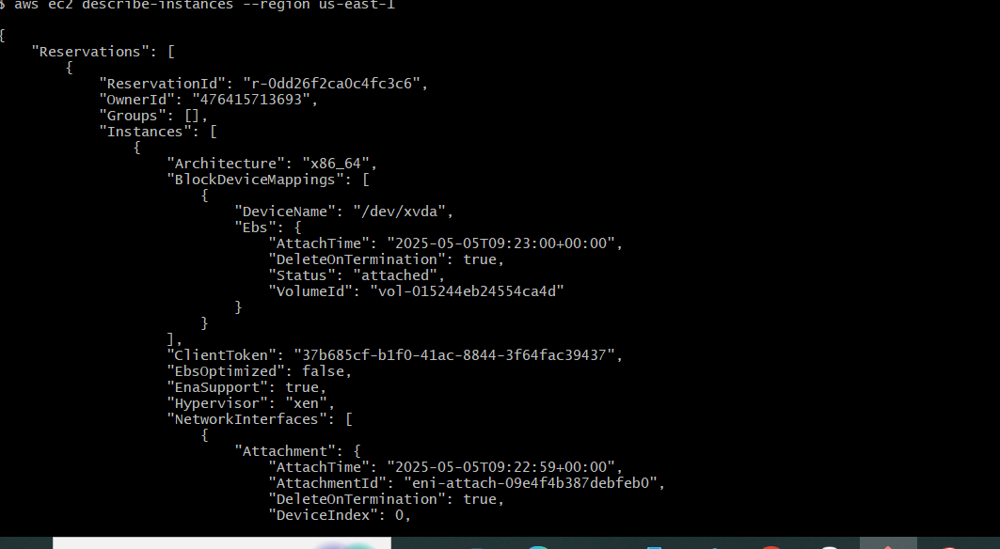 $ aws ec2 describe-instances --region us-east-1
{
    "Reservations": [
        {
            "ReservationId": "r-0dd26f2ca0c4fc3c6",
            "OwnerId": "476415713693",
            "Groups": [],
            "Instances": [
                {
                    "Architecture": "x86_64",
                    "BlockDeviceMappings": [
                        {
                            "DeviceName": "/dev/xvda",
                            "Ebs": {
                                "AttachTime": "2025-05-05T09:23:00+00:00",
                                "DeleteOnTermination": true,
                                "Status": "attached",
                                "VolumeId": "vol-015244eb24554ca4d"
                            }
                        }
                    ],
                    "ClientToken": "37b685cf-b1f0-41ac-8844-3f64fac39437",
                    "EbsOptimized": false,
                    "EnaSupport": true,
                    "Hypervisor": "xen",
                    "NetworkInterfaces": [
                        {
                            "Attachment": {
                                "AttachTime": "2025-05-05T09:22:59+00:00",
                                "AttachmentId": "eni-attach-09e4f4b387debfeb0",
                                "DeleteOnTermination": true,
                                "DeviceIndex": 0,